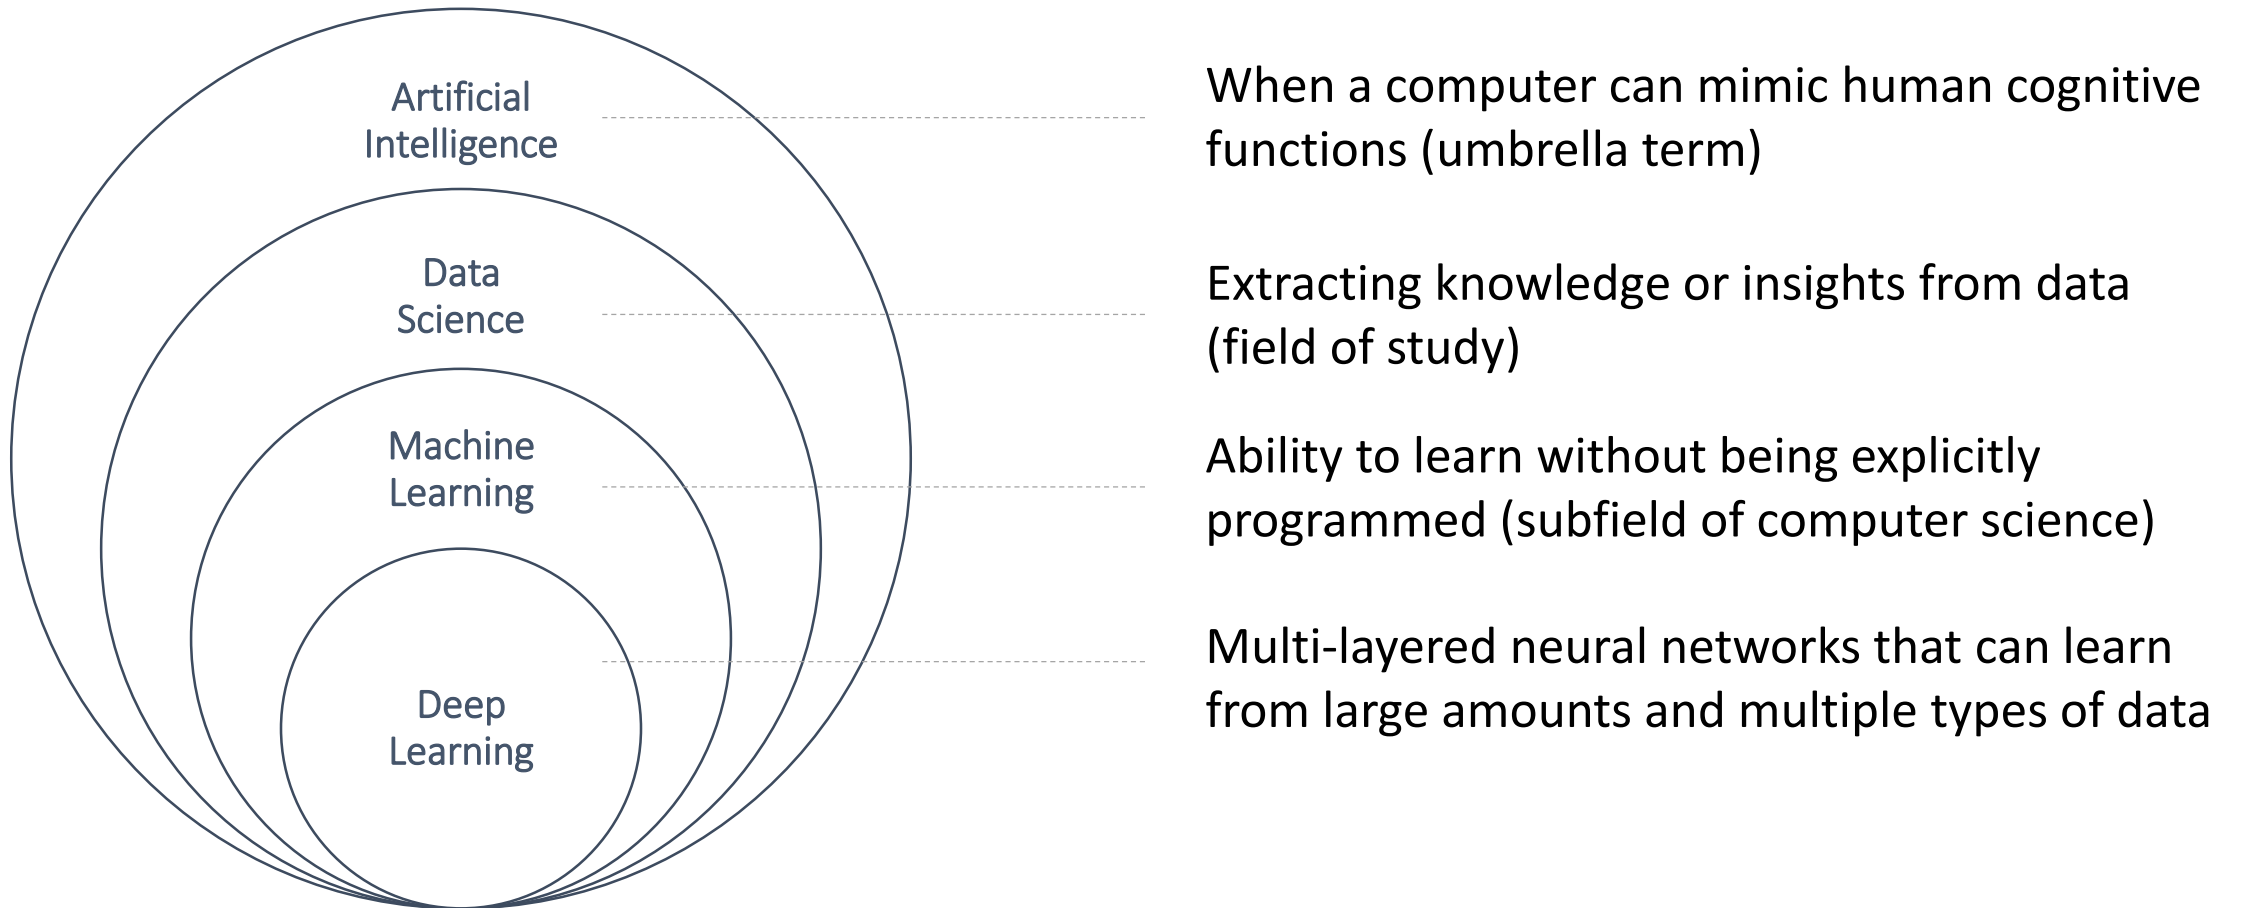 Artificial
Intelligence
When a computer can mimic human cognitive
functions (umbrella term)
Data
Science
Extracting knowledge or insights from data
(field of study)
Machine
Learning
Ability to learn without being explicitly
programmed (subfield of computer science)
Deep
Learning
Multi-layered neural networks that can learn
from large amounts and multiple types of data